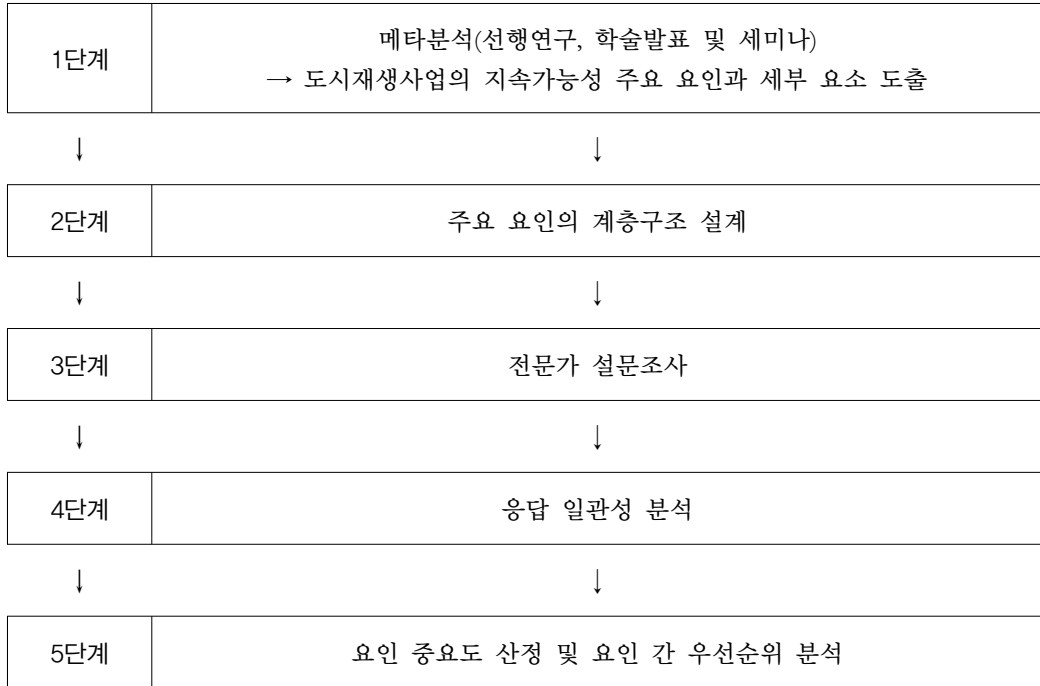 1단계
메타분석(선행연구, 학술발표 및 세미나)
→ 도시재생사업의 지속가능성 주요 요인과 세부 요소 도출
↓ ↓
2단계
주요 요인의 계층구조 설계
↓ ↓
3단계
전문가 설문조사
↓ ↓
4단계
응답 일관성 분석
↓ ↓
5단계
요인 중요도 산정 및 요인 간 우선순위 분석